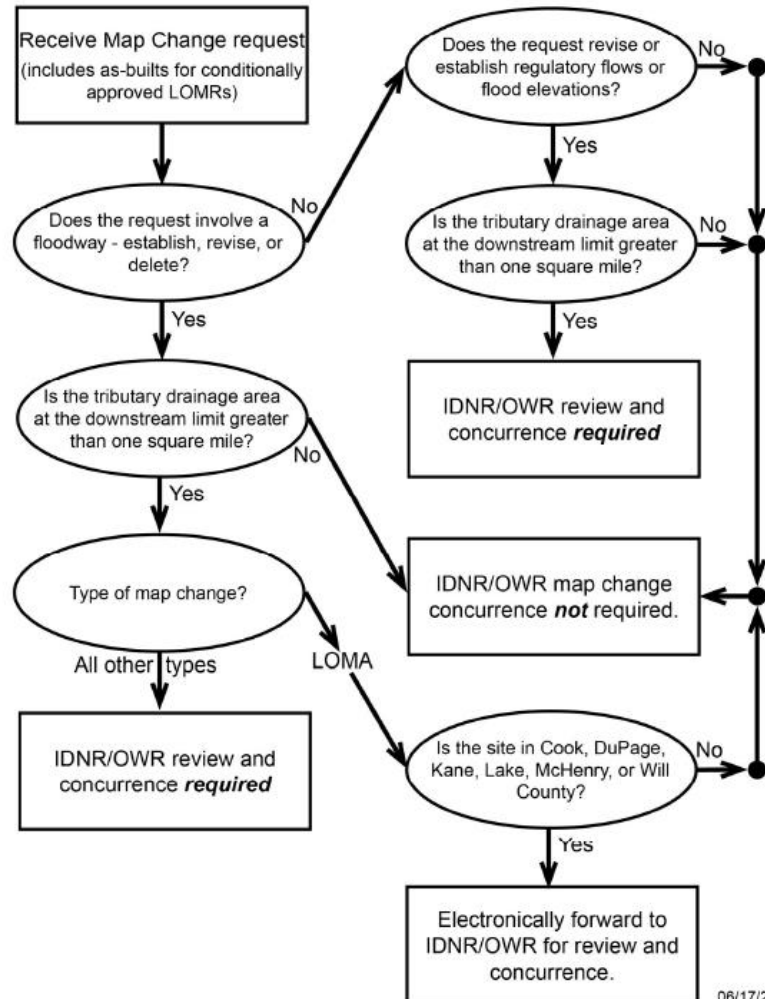 Receive Map Change request
(includes as-builts for conditionally
approved LOMRs)
Does the request revise or
establish regulatory flows or
flood elevations?
No
Yes
No
Does the request involve a
floodway - establish, revise, or
delete?
Is the tributary drainage area
at the downstream limit greater
than one square mile?
No
Yes
Yes
Is the tributary drainage area
at the downstream limit greater
than one square mile?
No
Yes
IDNR/OWR review and
concurrence required
Type of map change?
IDNR/OWR map change
concurrence not required.
All other types
LOMA
IDNR/OWR review and
concurrence required
Is the site in Cook, DuPage,
Kane, Lake, McHenry, or Will
County?
No
Yes
Electronically forward to
IDNR/OWR for review and
concurrence.
06/17/2